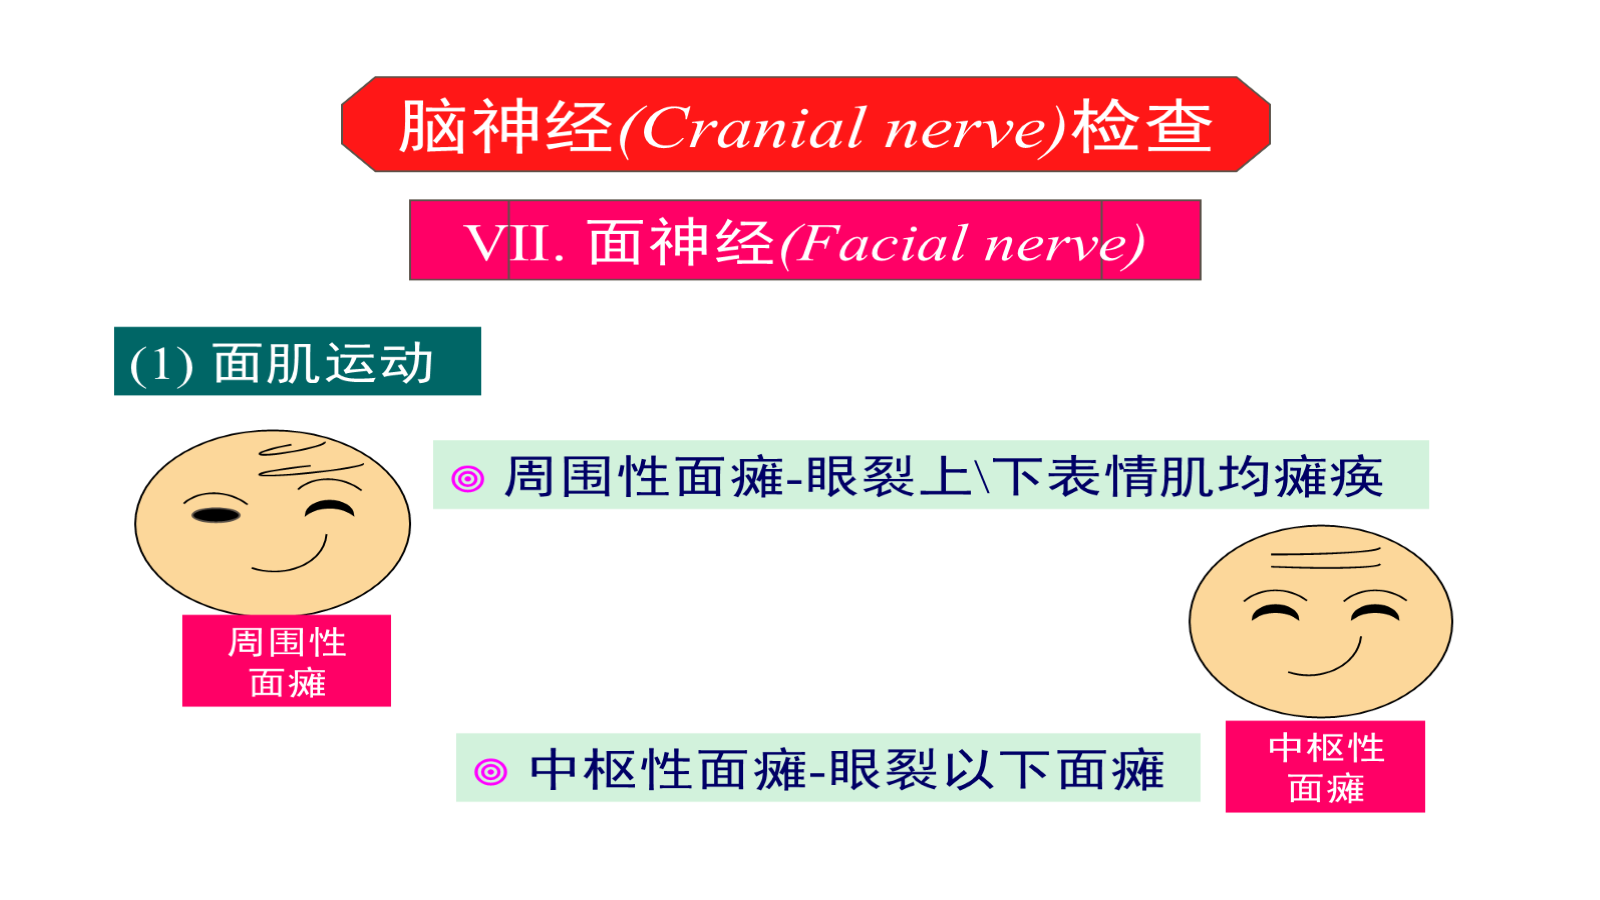 脑神经(Cranial nerve)检查
VII. 面神经(Facial nerve)
(1) 面肌运动
周围性面瘫-眼裂上\下表情肌均瘫痪
周围性
面瘫
中枢性面瘫-眼裂以下面瘫
中枢性
面瘫